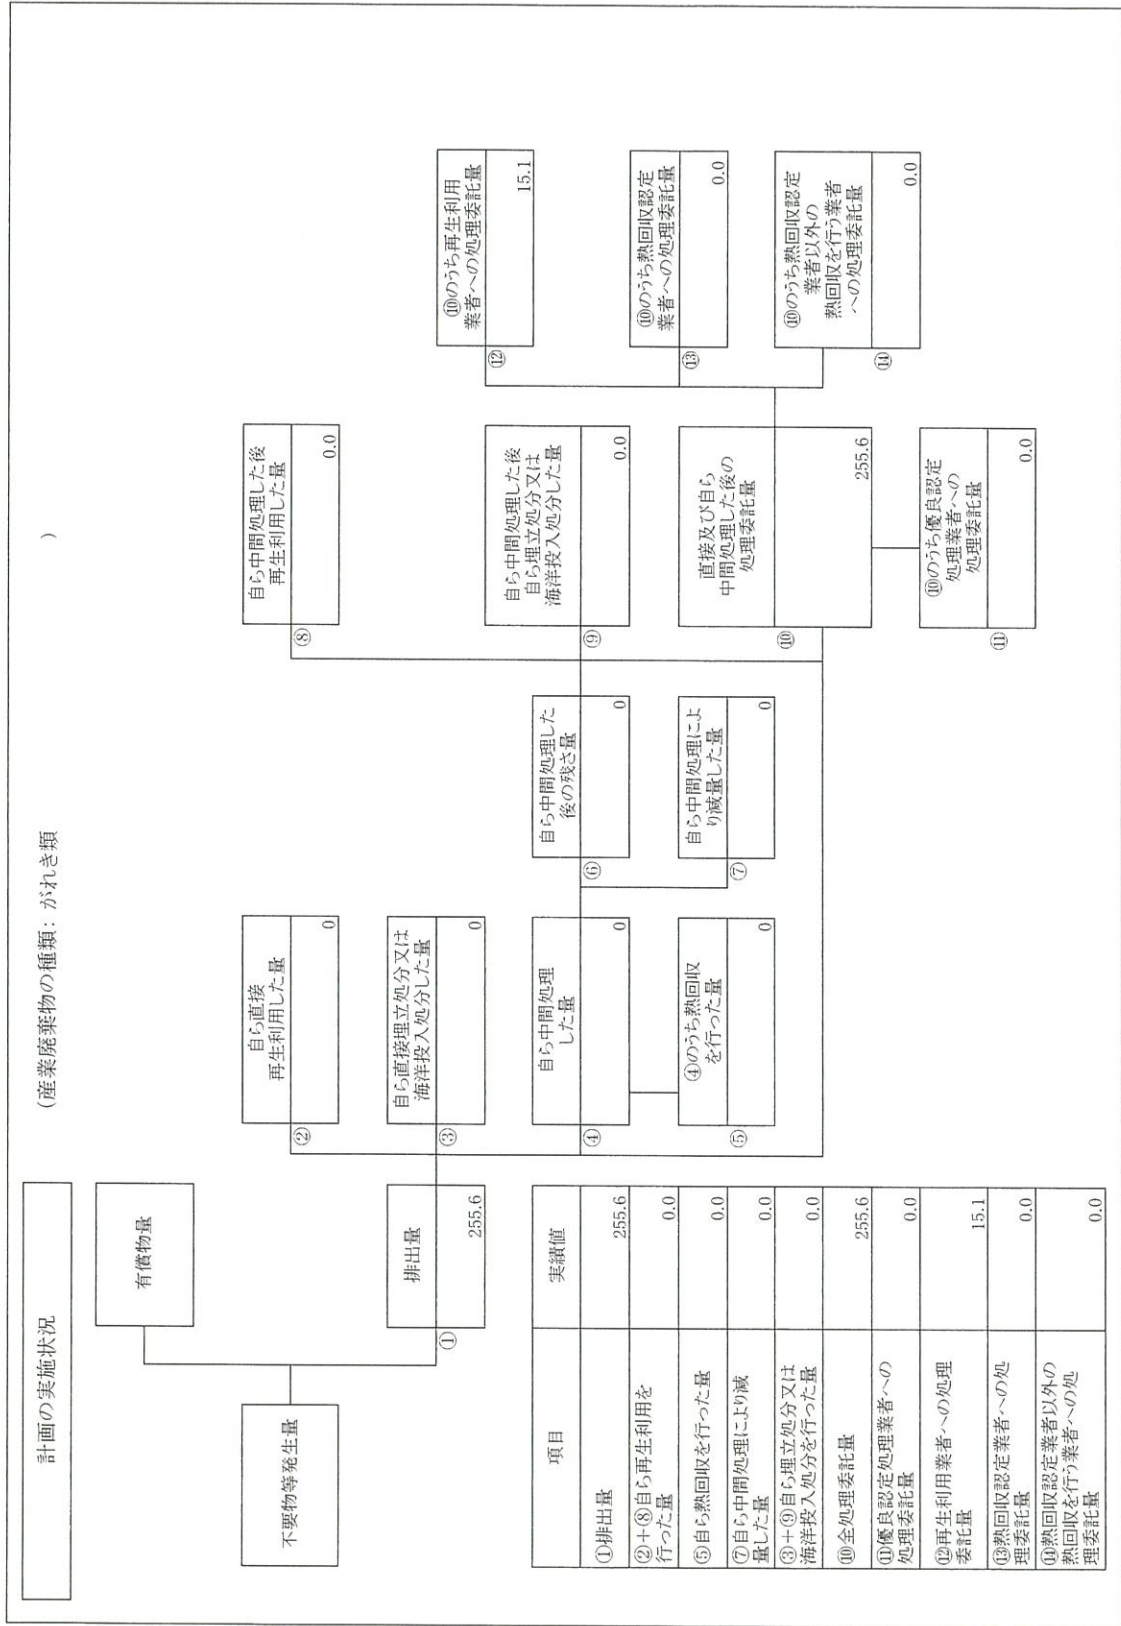 計画の実施状況
(産業廃棄物の種類: がれき類
)
不要物等発生量
有償物量
①
排出量
255.6
②
自ら直接
再生利用した量
0
③
自ら直接埋立処分又は
海洋投入処分した量
0
④
自ら中間処理
した量
0
⑤
④のうち熱回収
を行った量
0
⑥
自ら中間処理した
後の残さ量
0
⑦
自ら中間処理によ
り減量した量
0
⑧
自ら中間処理した後
再生利用した量
0.0
⑨
自ら中間処理した後
自ら埋立処分又は
海洋投入処分した量
0.0
⑩
直接及び自ら
中間処理した後の
処理委託量
255.6
⑪
⑩のうち優良認定
処理業者への
処理委託量
0.0
⑫
⑩のうち再生利用
業者への処理委託量
15.1
⑬
⑩のうち熱回収認定
業者への処理委託量
0.0
⑭
⑩のうち熱回収認定
業者以外の
熱回収を行う業者
への処理委託量
0.0
項目 実績値
①排出量 255.6
②+⑧自ら再生利用を
行った量 0.0
⑤自ら熱回収を行った量 0.0
⑦自ら中間処理により減
量した量 0.0
③+⑨自ら埋立処分又は
海洋投入処分を行った量 0.0
⑩全処理委託量 255.6
⑪優良認定処理業者への
処理委託量 0.0
⑫再生利用業者への処理
委託量 15.1
⑬熱回収認定業者への処
理委託量 0.0
⑭熱回収認定業者以外の
熱回収を行う業者への処
理委託量 0.0